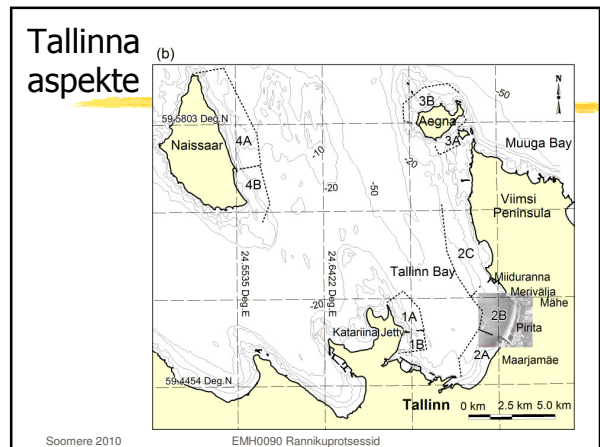 Tallinna
aspekte
(b)
N
-50
3B
Aegna
59.5803 Deg.N
Naissaar
4A
3A
Muuga Bay
-10
-20
4B
-20
-50
Viimsi
Peninsula
24.5535 Deg.E
24.6422 Deg.E
2C
Tallinn Bay
Miiduranna
Merivälja
Mähe
-20
1A
2B
Katariina Jetty
Pirita
1B
2A
Maarjamäe
59.4454 Deg.N
Tallinn
0 km 2.5 km 5.0 km
Soomere 2010
EMH0090 Rannikuprotsessid